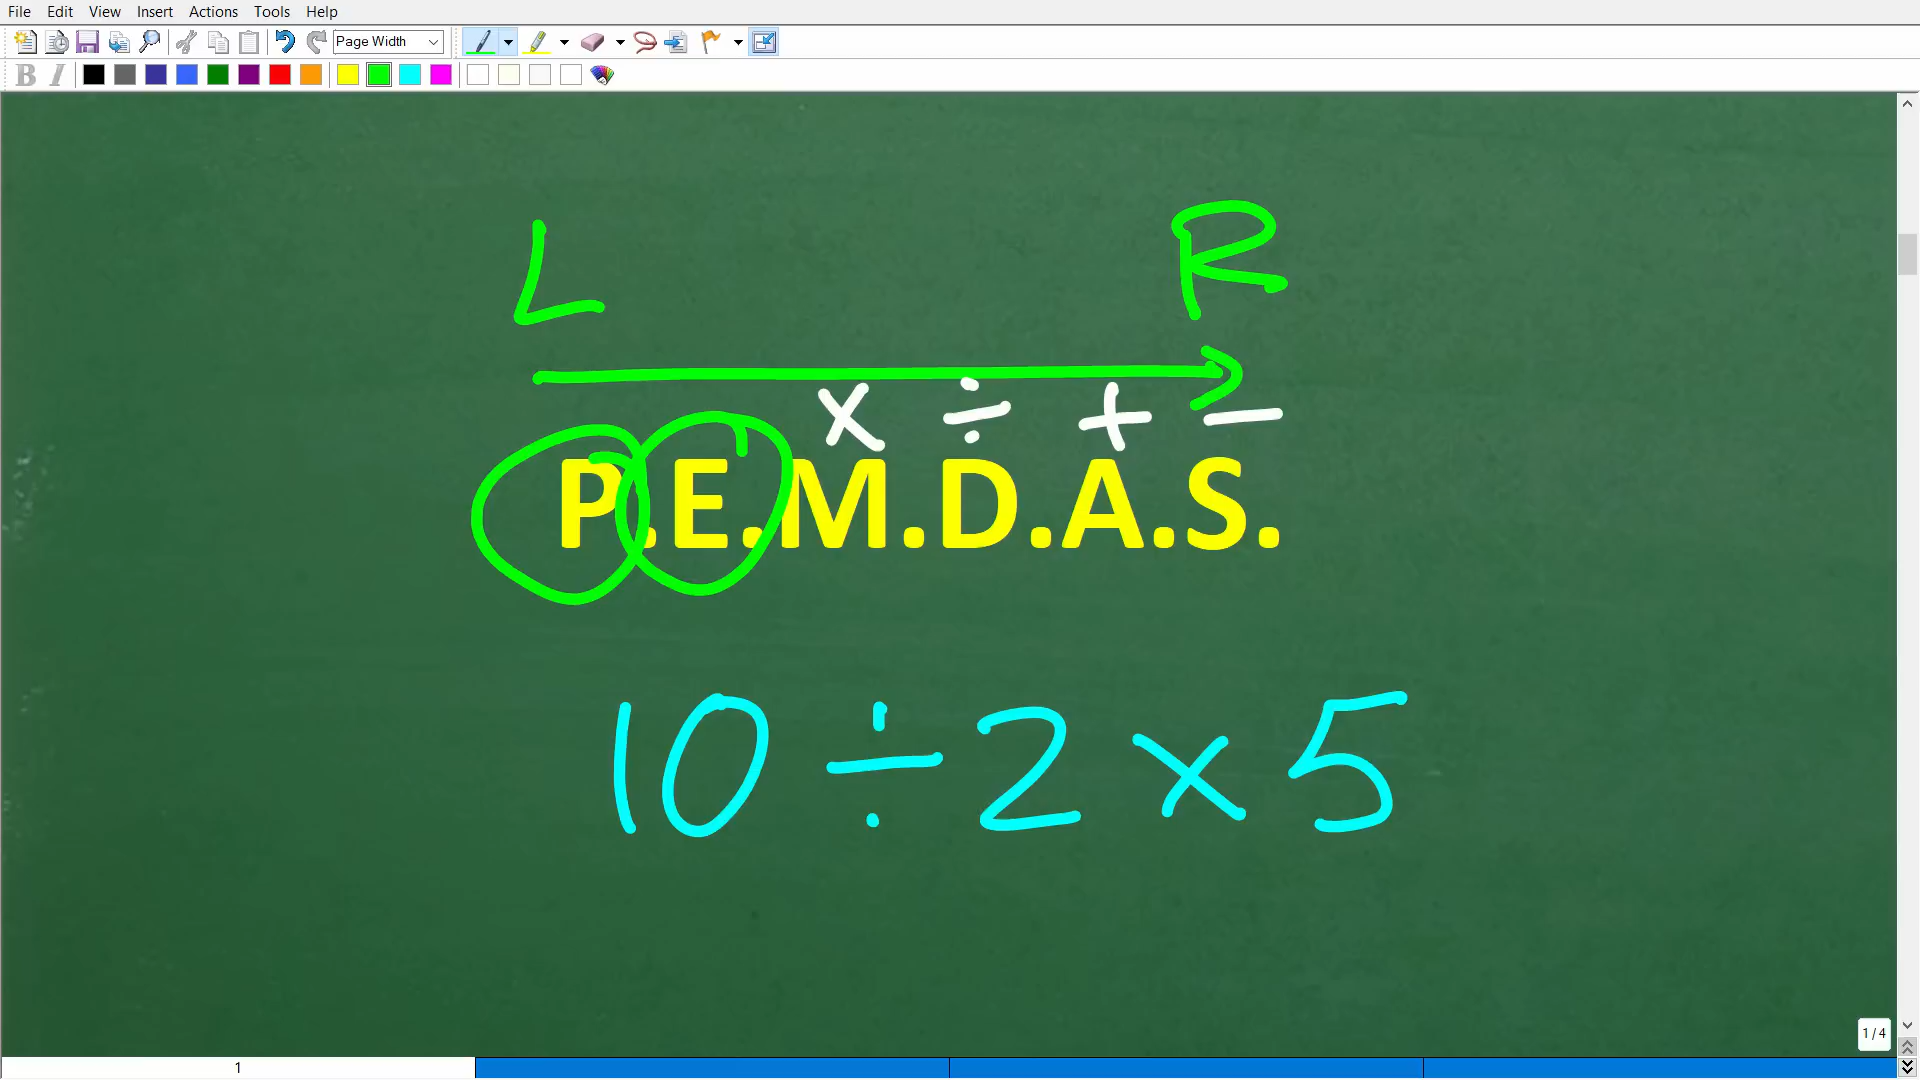 File Edit View Insert Actions Tools Help
Page Width
B I
L R
× ÷ + −
P.E.M.D.A.S.
10 ÷ 2 × 5
1 / 4
1